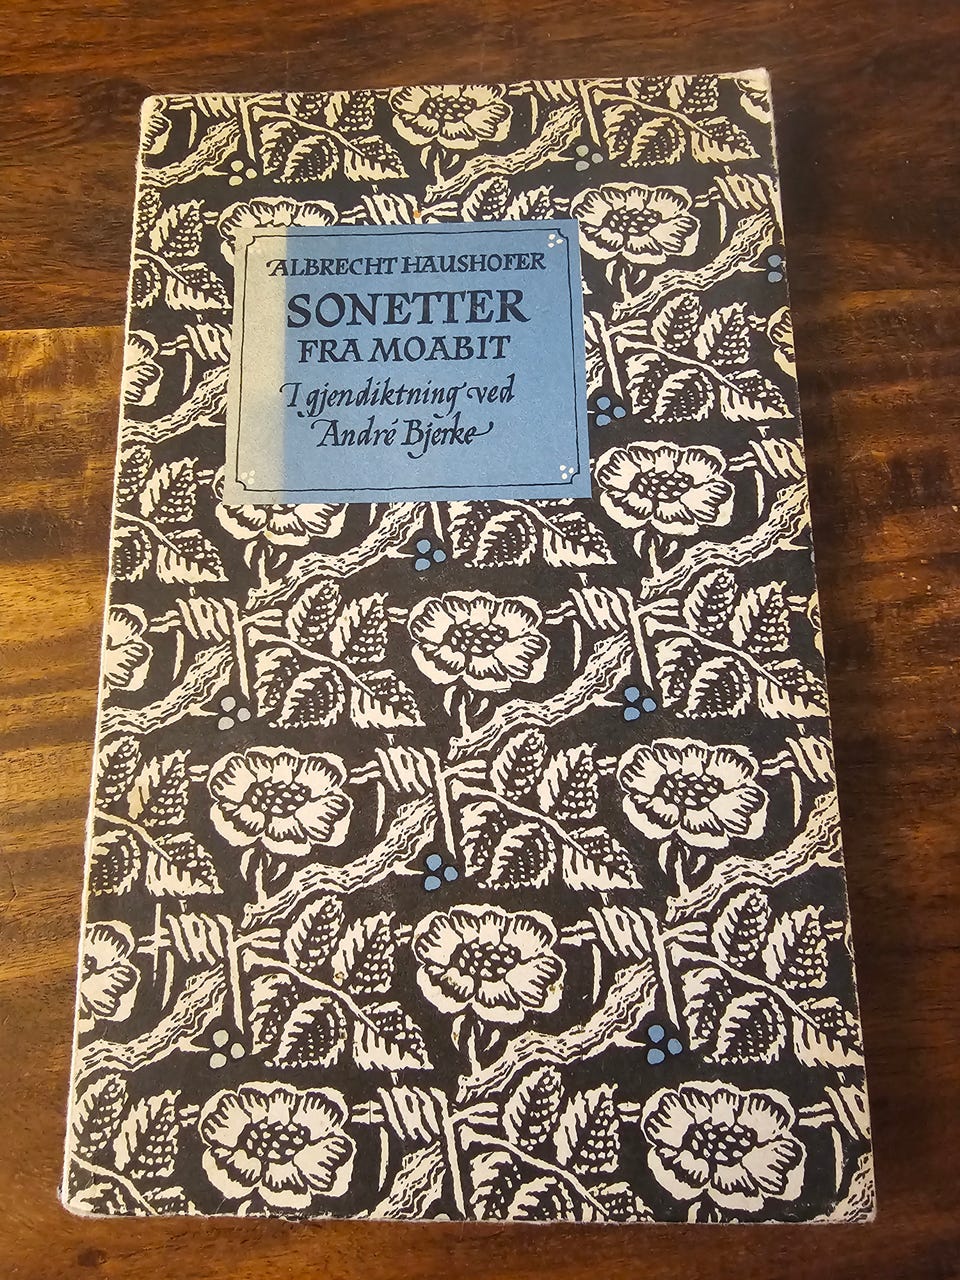 ALBRECHT HAUSHOFER
SONETTER
FRA MOABIT
I gjendiktning ved
André Bjerke